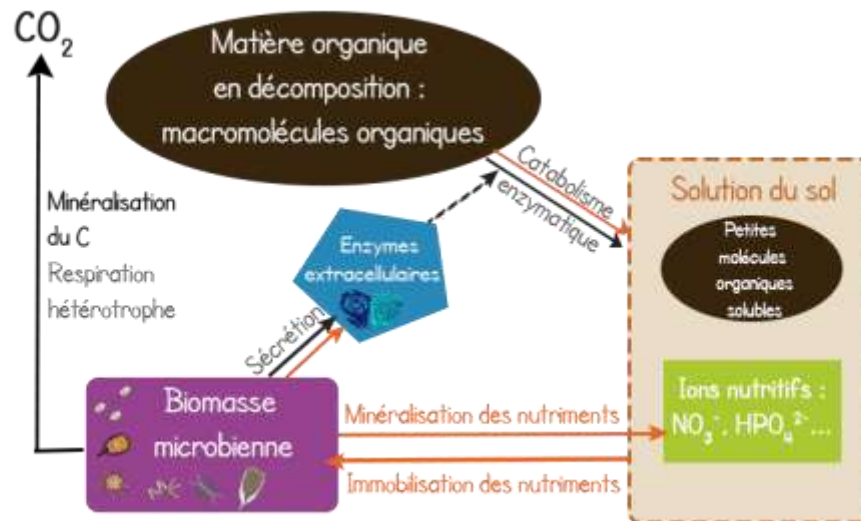 CO₂
Matière organique
en décomposition :
macromolécules organiques
Minéralisation
du C
Respiration
hétérotrophe
Catabolisme
enzymatique
Enzymes
extracellulaires
Sécrétion
Solution du sol
Petites
molécules
organiques
solubles
Ions nutritifs :
NO₃⁻. HPO₄²⁻...
Biomasse
microbienne
Minéralisation des nutriments
Immobilisation des nutriments